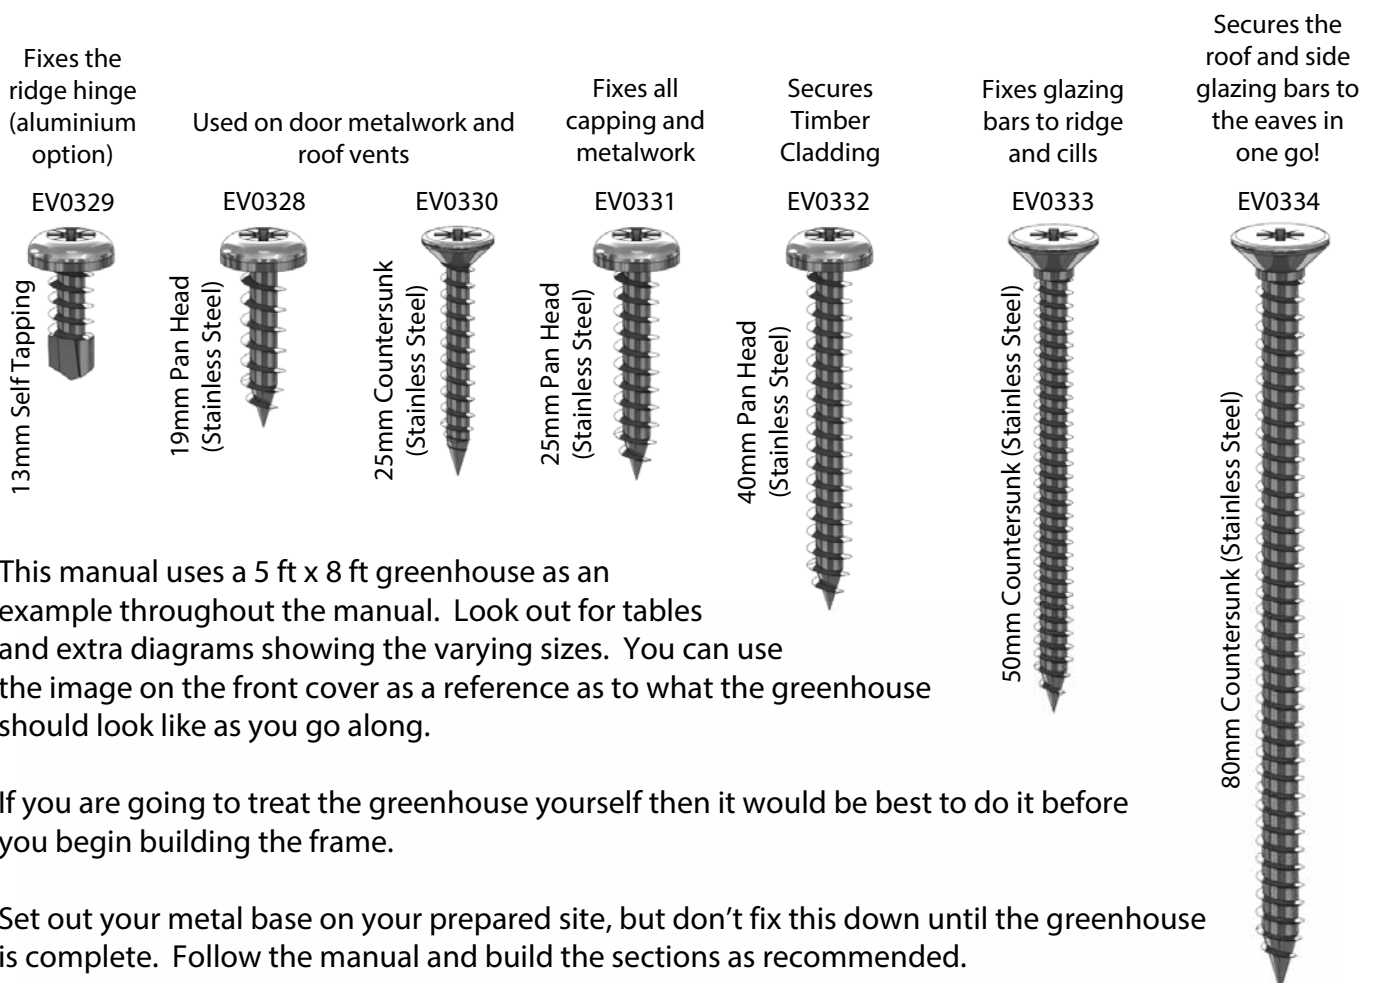 Fixes the
ridge hinge
(aluminium
option)
EV0329
13mm Self Tapping
Used on door metalwork and
roof vents
EV0328
19mm Pan Head
(Stainless Steel)
EV0330
25mm Countersunk
(Stainless Steel)
Fixes all
capping and
metalwork
EV0331
25mm Pan Head
(Stainless Steel)
Secures
Timber
Cladding
EV0332
40mm Pan Head
(Stainless Steel)
Fixes glazing
bars to ridge
and cills
EV0333
50mm Countersunk (Stainless Steel)
Secures the
roof and side
glazing bars to
the eaves in
one go!
EV0334
80mm Countersunk (Stainless Steel)
This manual uses a 5 ft x 8 ft greenhouse as an
example throughout the manual.  Look out for tables
and extra diagrams showing the varying sizes.  You can use
the image on the front cover as a reference as to what the greenhouse
should look like as you go along.
If you are going to treat the greenhouse yourself then it would be best to do it before
you begin building the frame.
Set out your metal base on your prepared site, but don't fix this down until the greenhouse
is complete.  Follow the manual and build the sections as recommended.